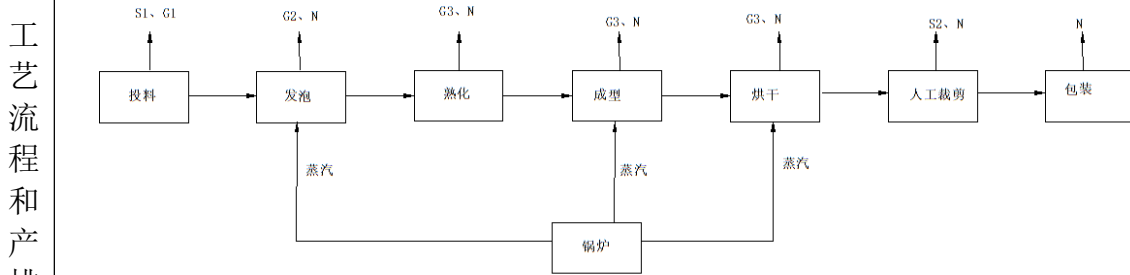 工艺流程和产
S1、G1
G2、N
G3、N
G3、N
G3、N
S2、N
N
投料
发泡
熟化
成型
烘干
人工裁剪
包装
蒸汽
蒸汽
蒸汽
锅炉